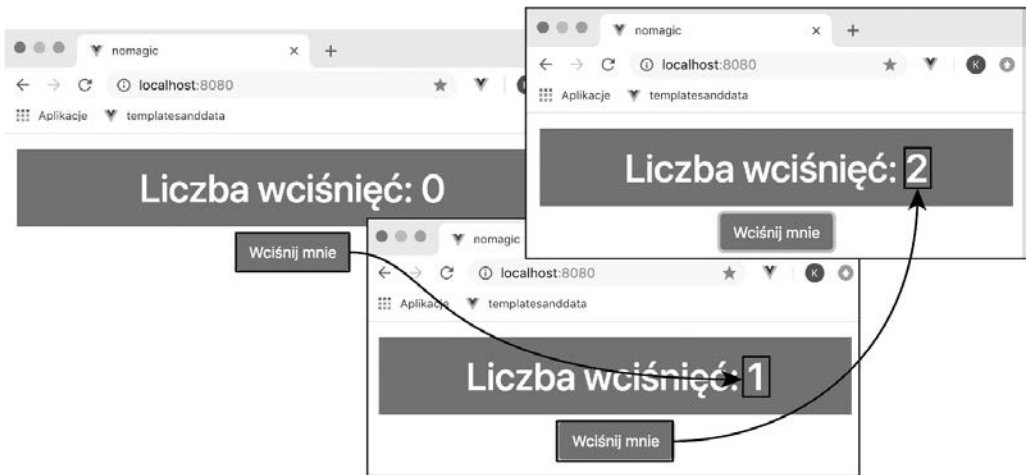 nomagic
localhost:8080
Aplikacje templatesanddata
Liczba wciśnięć: 0
Wciśnij mnie
nomagic
localhost:8080
Aplikacje templatesanddata
Liczba wciśnięć: 1
Wciśnij mnie
nomagic
localhost:8080
K
Aplikacje templatesanddata
Liczba wciśnięć: 2
Wciśnij mnie